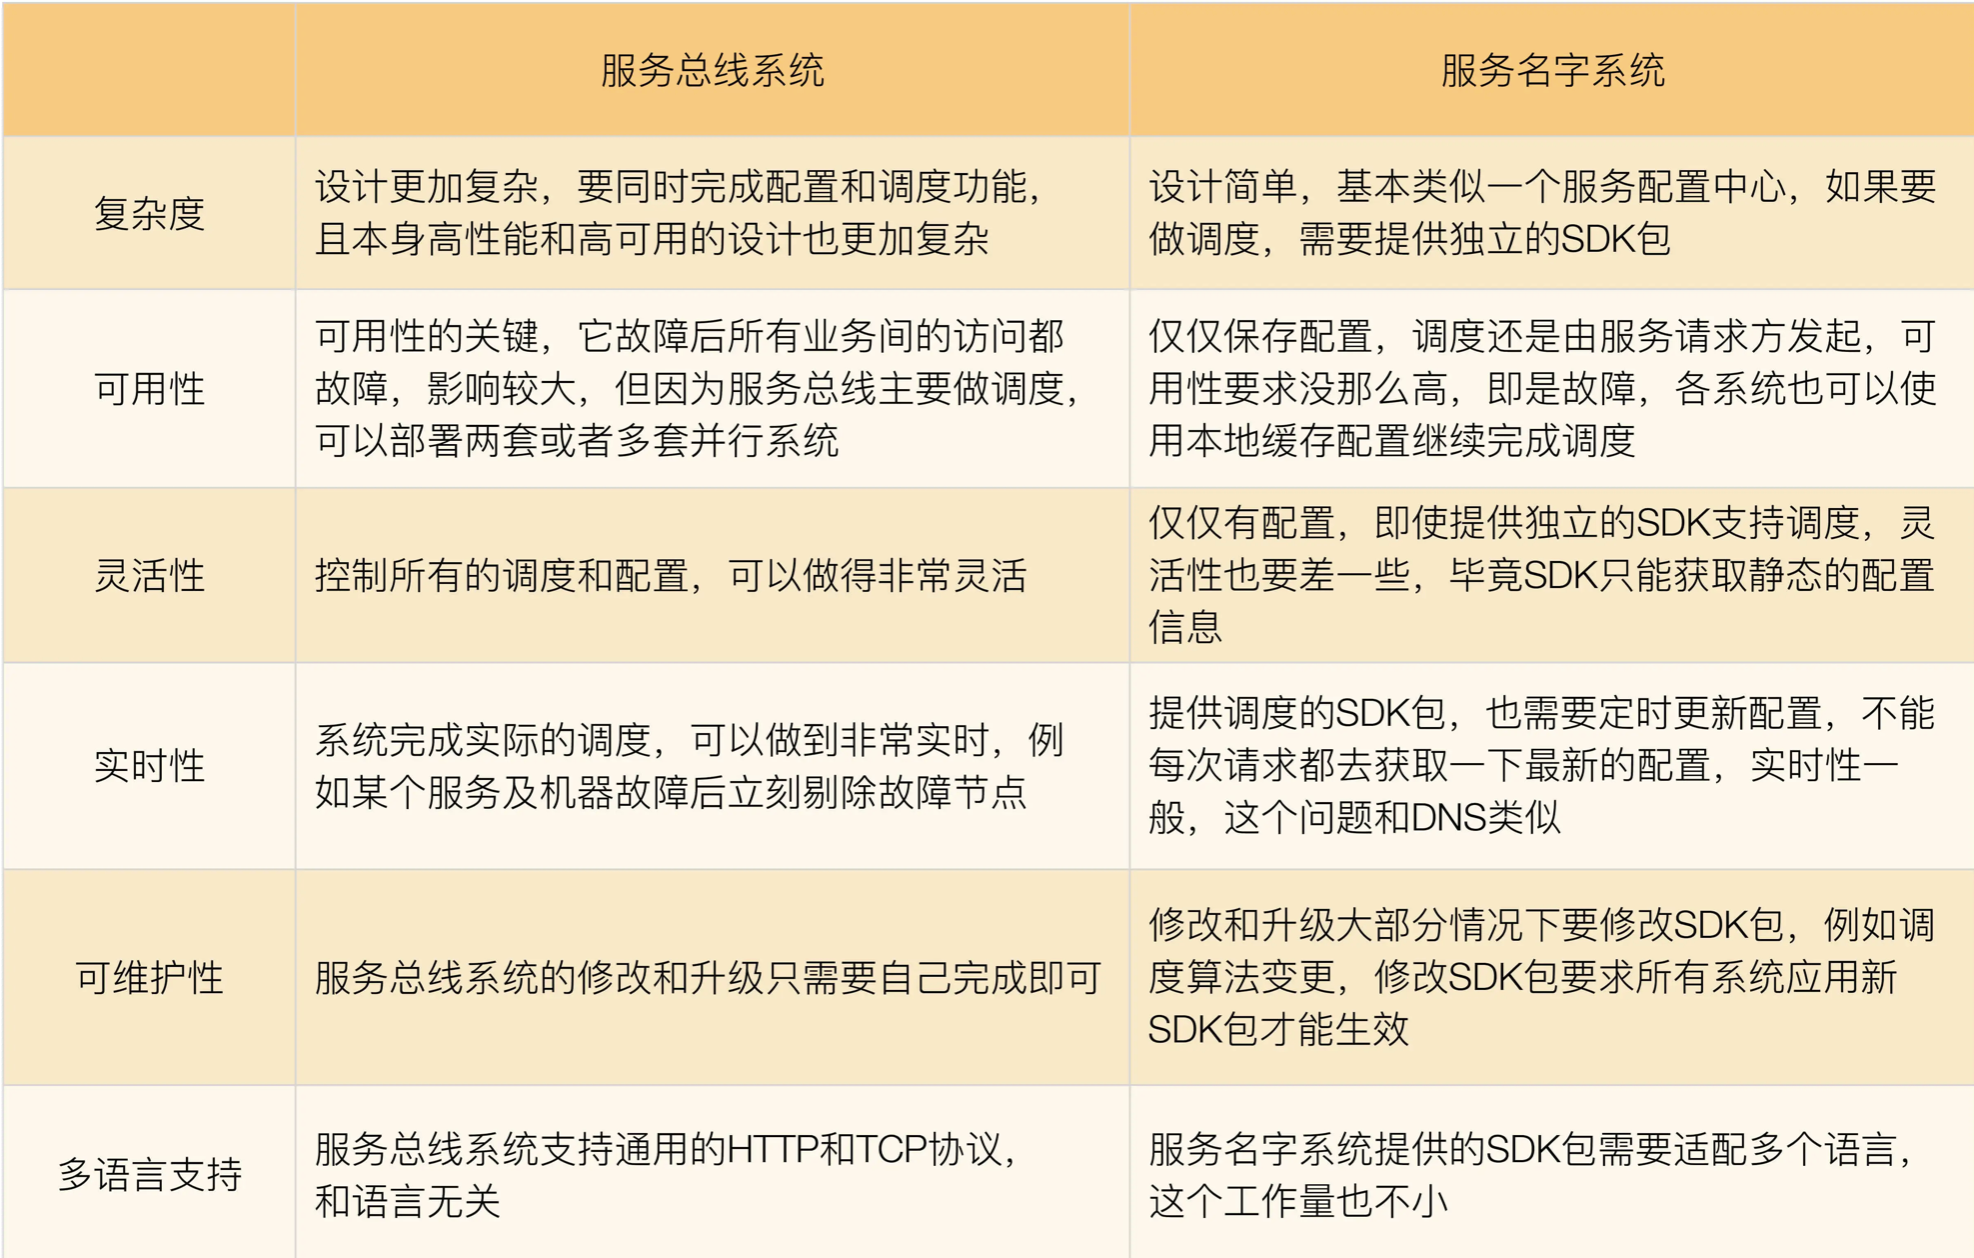 服务总线系统
服务名字系统
复杂度
设计更加复杂，要同时完成配置和调度功能，
且本身高性能和高可用的设计也更加复杂
设计简单，基本类似一个服务配置中心，如果要
做调度，需要提供独立的SDK包
可用性
可用性的关键，它故障后所有业务间的访问都
故障，影响较大，但因为服务总线主要做调度，
可以部署两套或者多套并行系统
仅仅保存配置，调度还是由服务请求方发起，可
用性要求没那么高，即是故障，各系统也可以使
用本地缓存配置继续完成调度
灵活性
控制所有的调度和配置，可以做得非常灵活
仅仅有配置，即使提供独立的SDK支持调度，灵
活性也要差一些，毕竟SDK只能获取静态的配置
信息
实时性
系统完成实际的调度，可以做到非常实时，例
如某个服务及机器故障后立刻剔除故障节点
提供调度的SDK包，也需要定时更新配置，不能
每次请求都去获取一下最新的配置，实时性一
般，这个问题和DNS类似
可维护性
服务总线系统的修改和升级只需要自己完成即可
修改和升级大部分情况下要修改SDK包，例如调
度算法变更，修改SDK包要求所有系统应用新
SDK包才能生效
多语言支持
服务总线系统支持通用的HTTP和TCP协议，
和语言无关
服务名字系统提供的SDK包需要适配多个语言，
这个工作量也不小